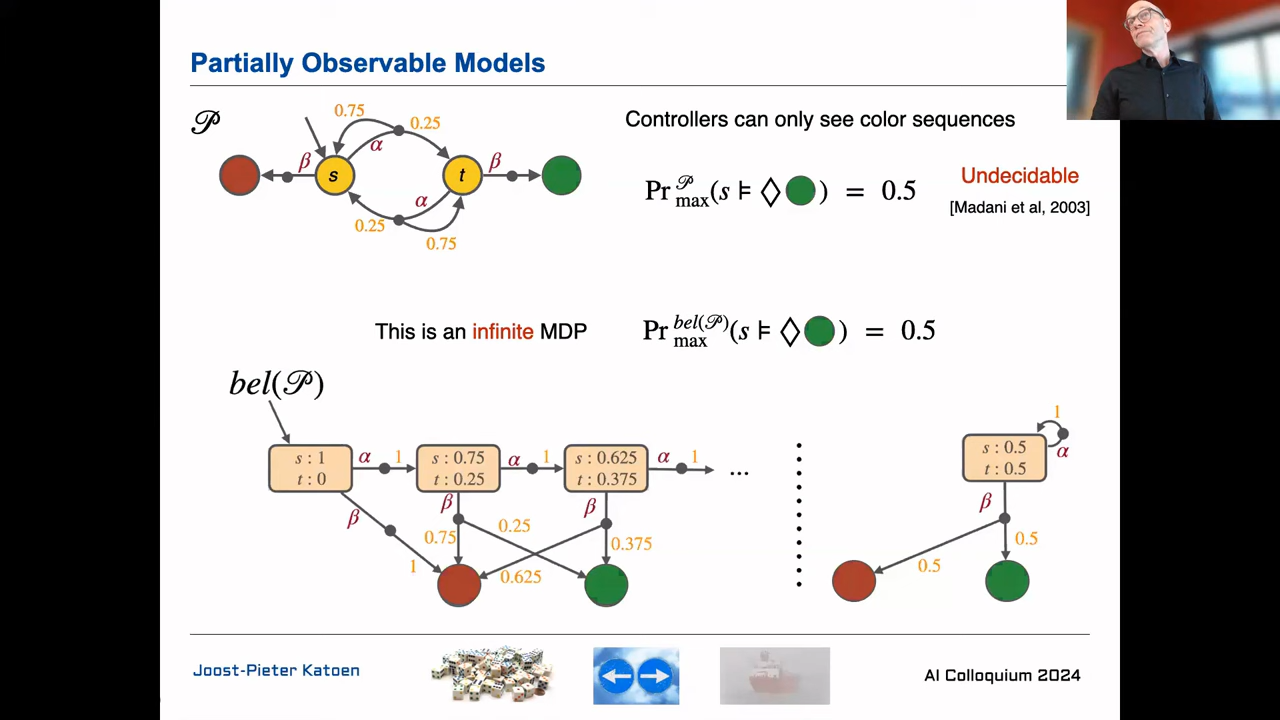 Partially Observable Models
𝒫
0.75
0.25
α
β
s
t
β
α
0.25
0.75
Controllers can only see color sequences
Pr 𝒫 max (s ⊨ ◇ ) = 0.5
Undecidable
[Madani et al, 2003]
This is an infinite MDP
Pr bel(𝒫) max (s ⊨ ◇ ) = 0.5
bel(𝒫)
s : 1
t : 0
α
1
s : 0.75
t : 0.25
α
1
s : 0.625
t : 0.375
α
1
...
1
s : 0.5
t : 0.5
α
β
1
β
0.75
0.25
β
0.625
0.375
β
0.5
0.5
Joost-Pieter Katoen
AI Colloquium 2024